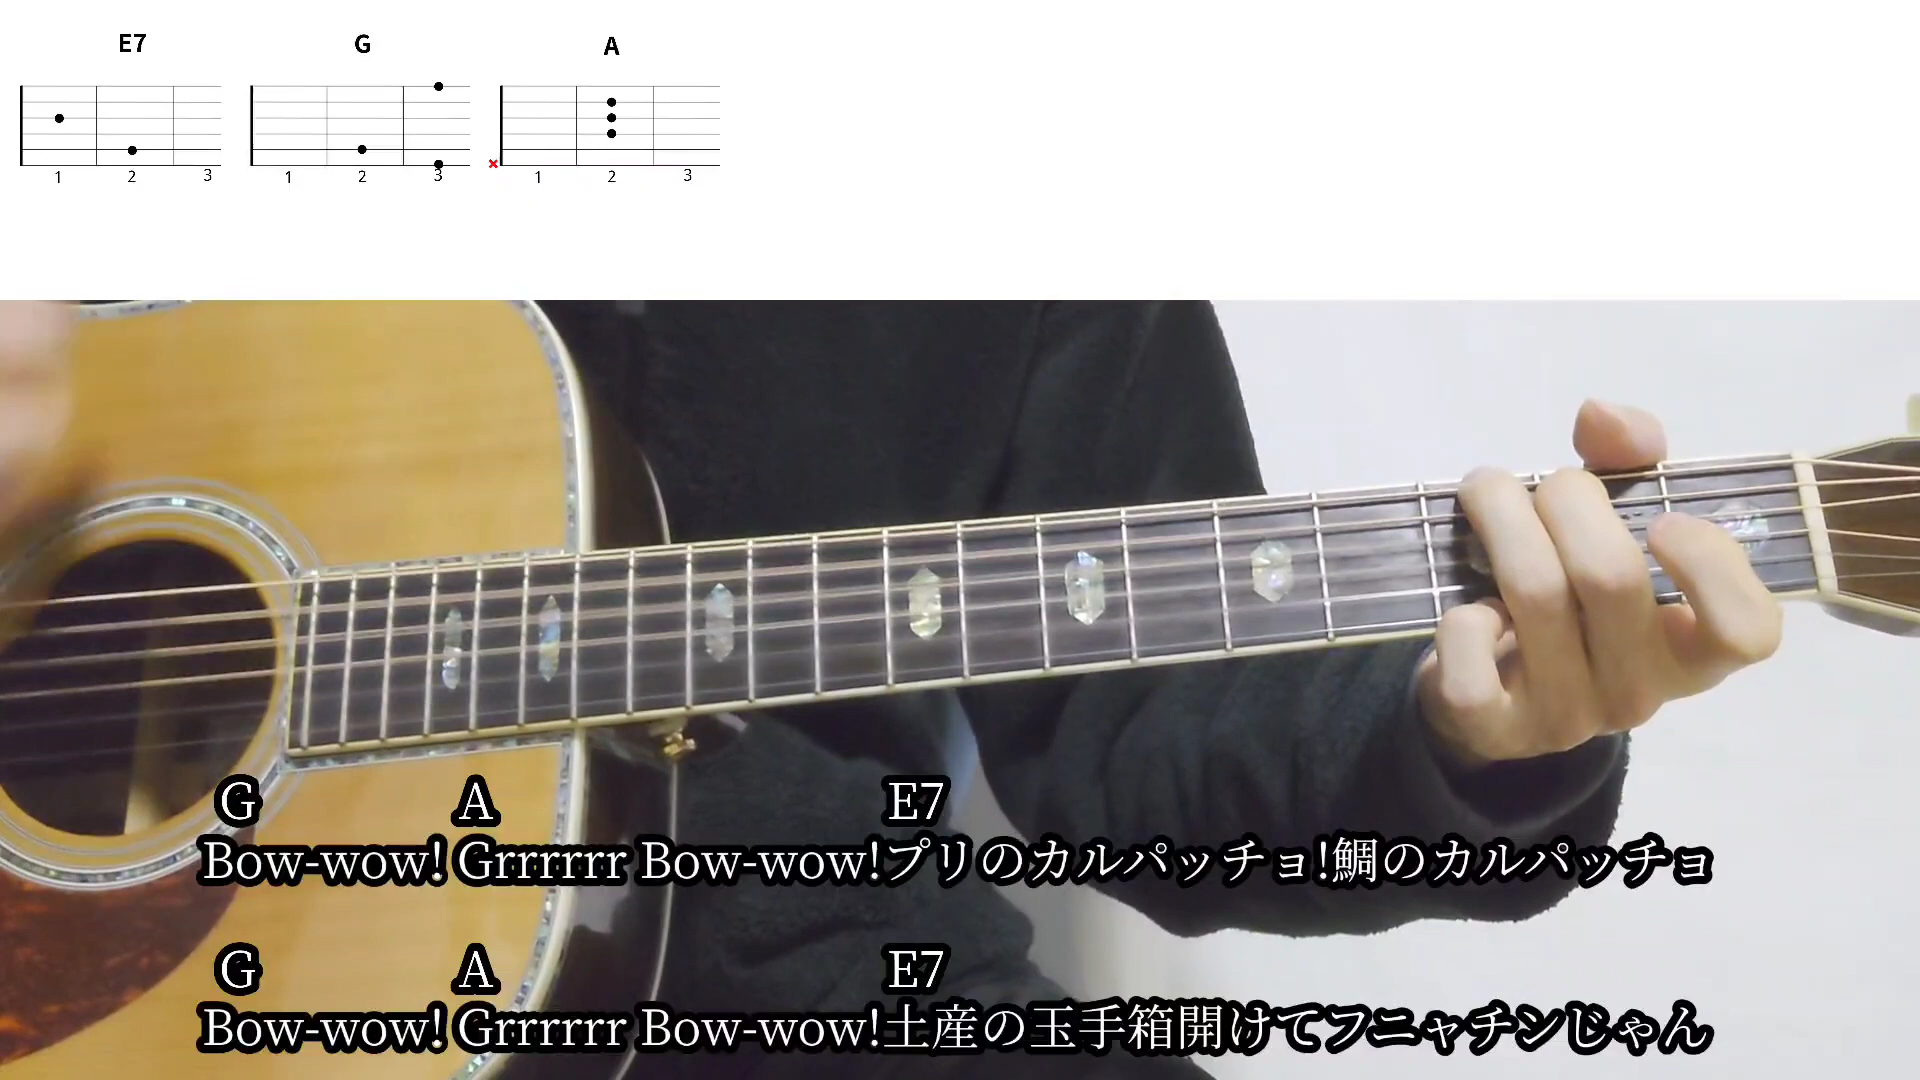 E7 G A
1 2 3 1 2 3 × 1 2 3
G A E7
Bow-wow! Grrrrrr Bow-wow!ブリのカルパッチョ!鯛のカルパッチョ
G A E7
Bow-wow! Grrrrrr Bow-wow!土産の玉手箱開けてフニャチンじゃん